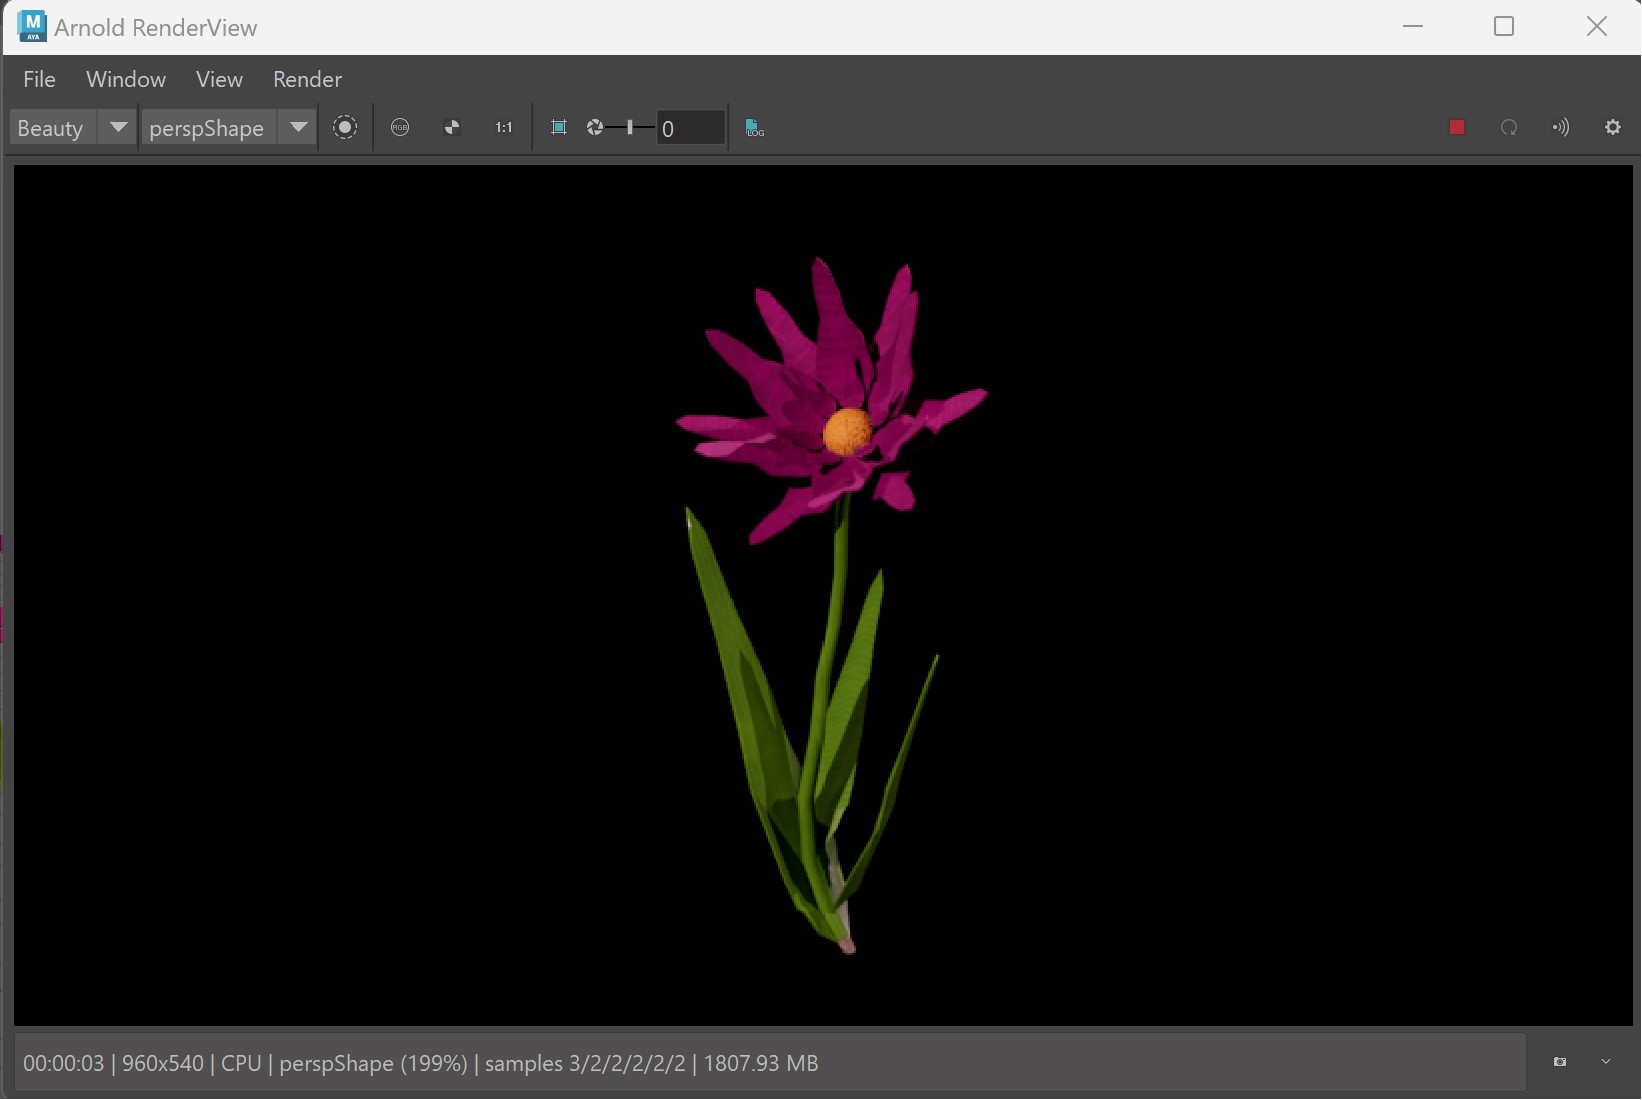 M
AYA
Arnold RenderView
File Window View Render
Beauty perspShape RGB 1:1 0 LOG
00:00:03 | 960x540 | CPU | perspShape (199%) | samples 3/2/2/2/2/2 | 1807.93 MB